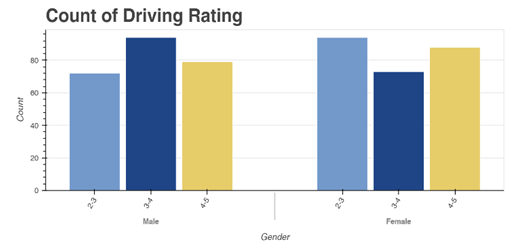 Count of Driving Rating
Count
80
60
40
20
0
2-3
3-4
4-5
2-3
3-4
4-5
Male
Female
Gender